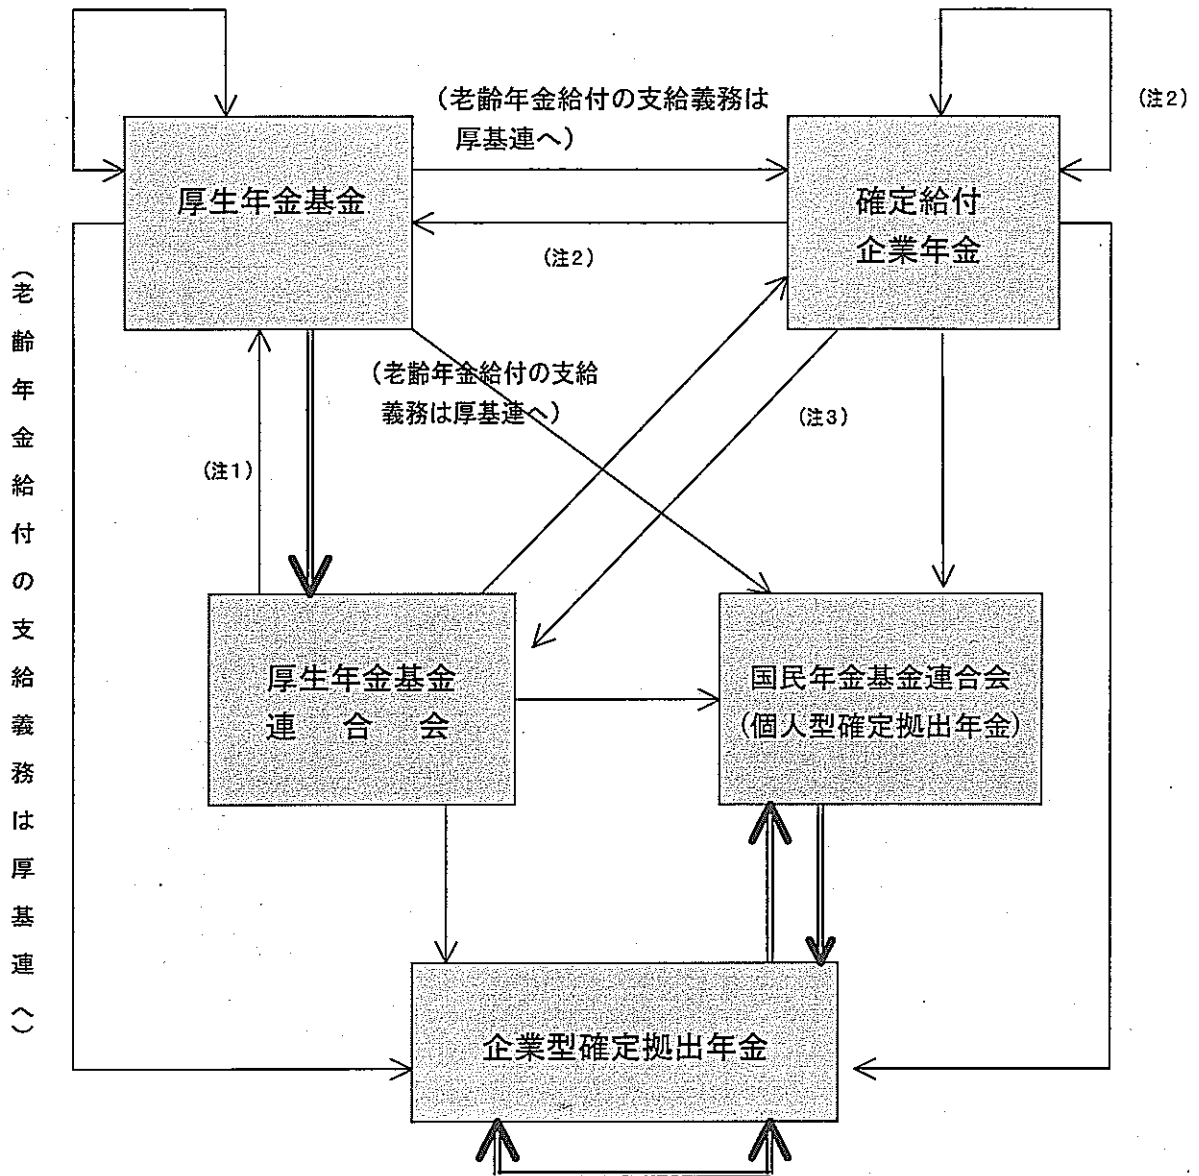 (老齢年金給付の支給義務は
厚基連へ)
(注2)
厚生年金基金
確定給付
企業年金
(注2)
(老齢年金給付の支給義務は厚基連へ)
(老齢年金給付の支給
義務は厚基連へ)
(注3)
(注1)
厚生年金基金
連 合 会
国民年金基金連合会
(個人型確定拠出年金)
企業型確定拠出年金